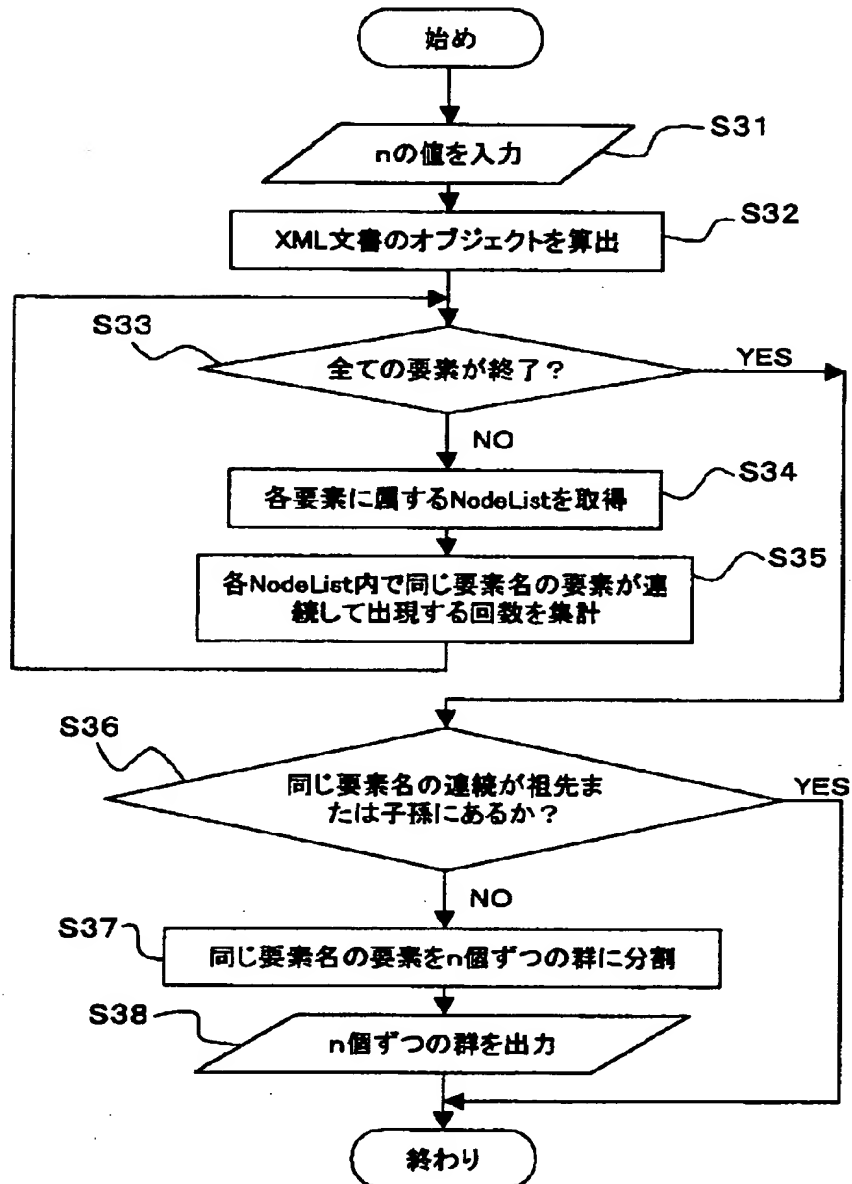 始め
S31
nの値を入力
S32
XML文書のオブジェクトを算出
S33
全ての要素が終了？
YES
NO
S34
各要素に属するNodeListを取得
S35
各NodeList内で同じ要素名の要素が連
続して出現する回数を集計
S36
同じ要素名の連続が祖先ま
たは子孫にあるか？
YES
NO
S37
同じ要素名の要素をn個ずつの群に分割
S38
n個ずつの群を出力
終わり